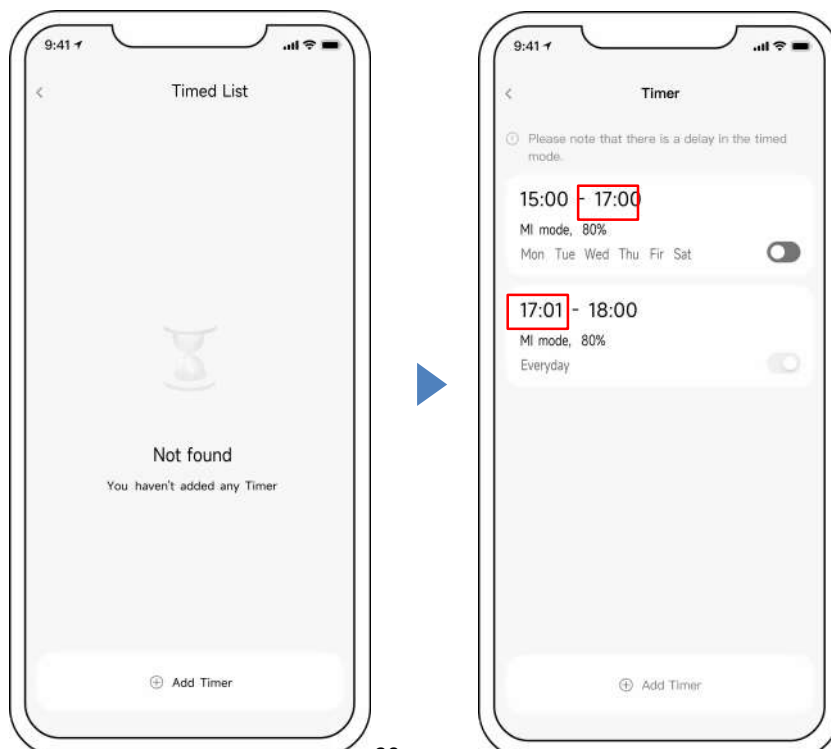 9:41
Timed List
Not found
You haven't added any Timer
Add Timer
9:41
Timer
Please note that there is a delay in the timed
mode.
15:00 - 17:00
MI mode, 80%
Mon Tue Wed Thu Fir Sat
17:01 - 18:00
MI mode, 80%
Everyday
Add Timer